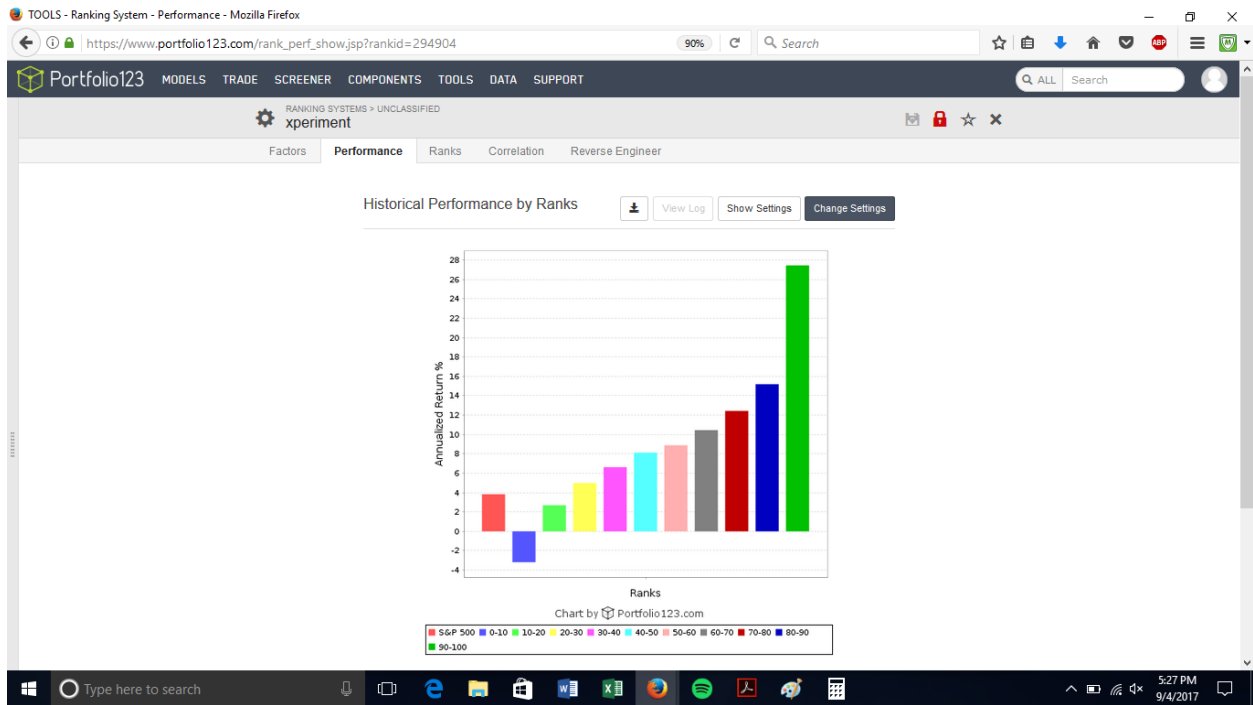 TOOLS - Ranking System - Performance - Mozilla Firefox
https://www.portfolio123.com/rank_perf_show.jsp?rankid=294904
90%
Search
ABP
Portfolio123
MODELS TRADE SCREENER COMPONENTS TOOLS DATA SUPPORT
ALL Search
RANKING SYSTEMS > UNCLASSIFIED
xperiment
Factors Performance Ranks Correlation Reverse Engineer
Historical Performance by Ranks
View Log Show Settings Change Settings
Annualized Return %
28
26
24
22
20
18
16
14
12
10
8
6
4
2
0
-2
-4
Ranks
Chart by Portfolio123.com
S&P 500 0-10 10-20 20-30 30-40 40-50 50-60 60-70 70-80 80-90
90-100
Type here to search
5:27 PM
9/4/2017